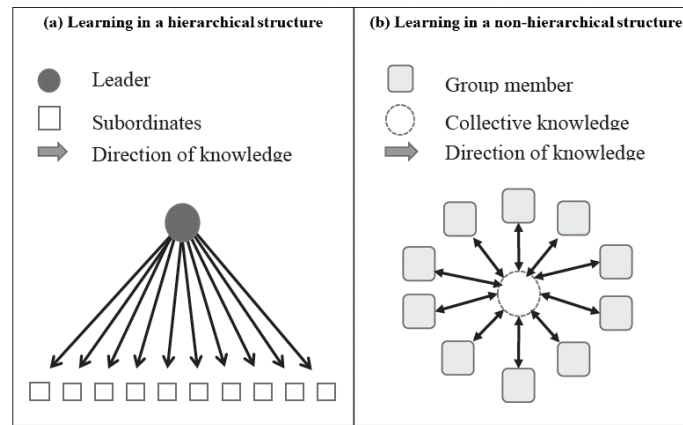 (a) Learning in a hierarchical structure
Leader
Subordinates
Direction of knowledge
(b) Learning in a non-hierarchical structure
Group member
Collective knowledge
Direction of knowledge